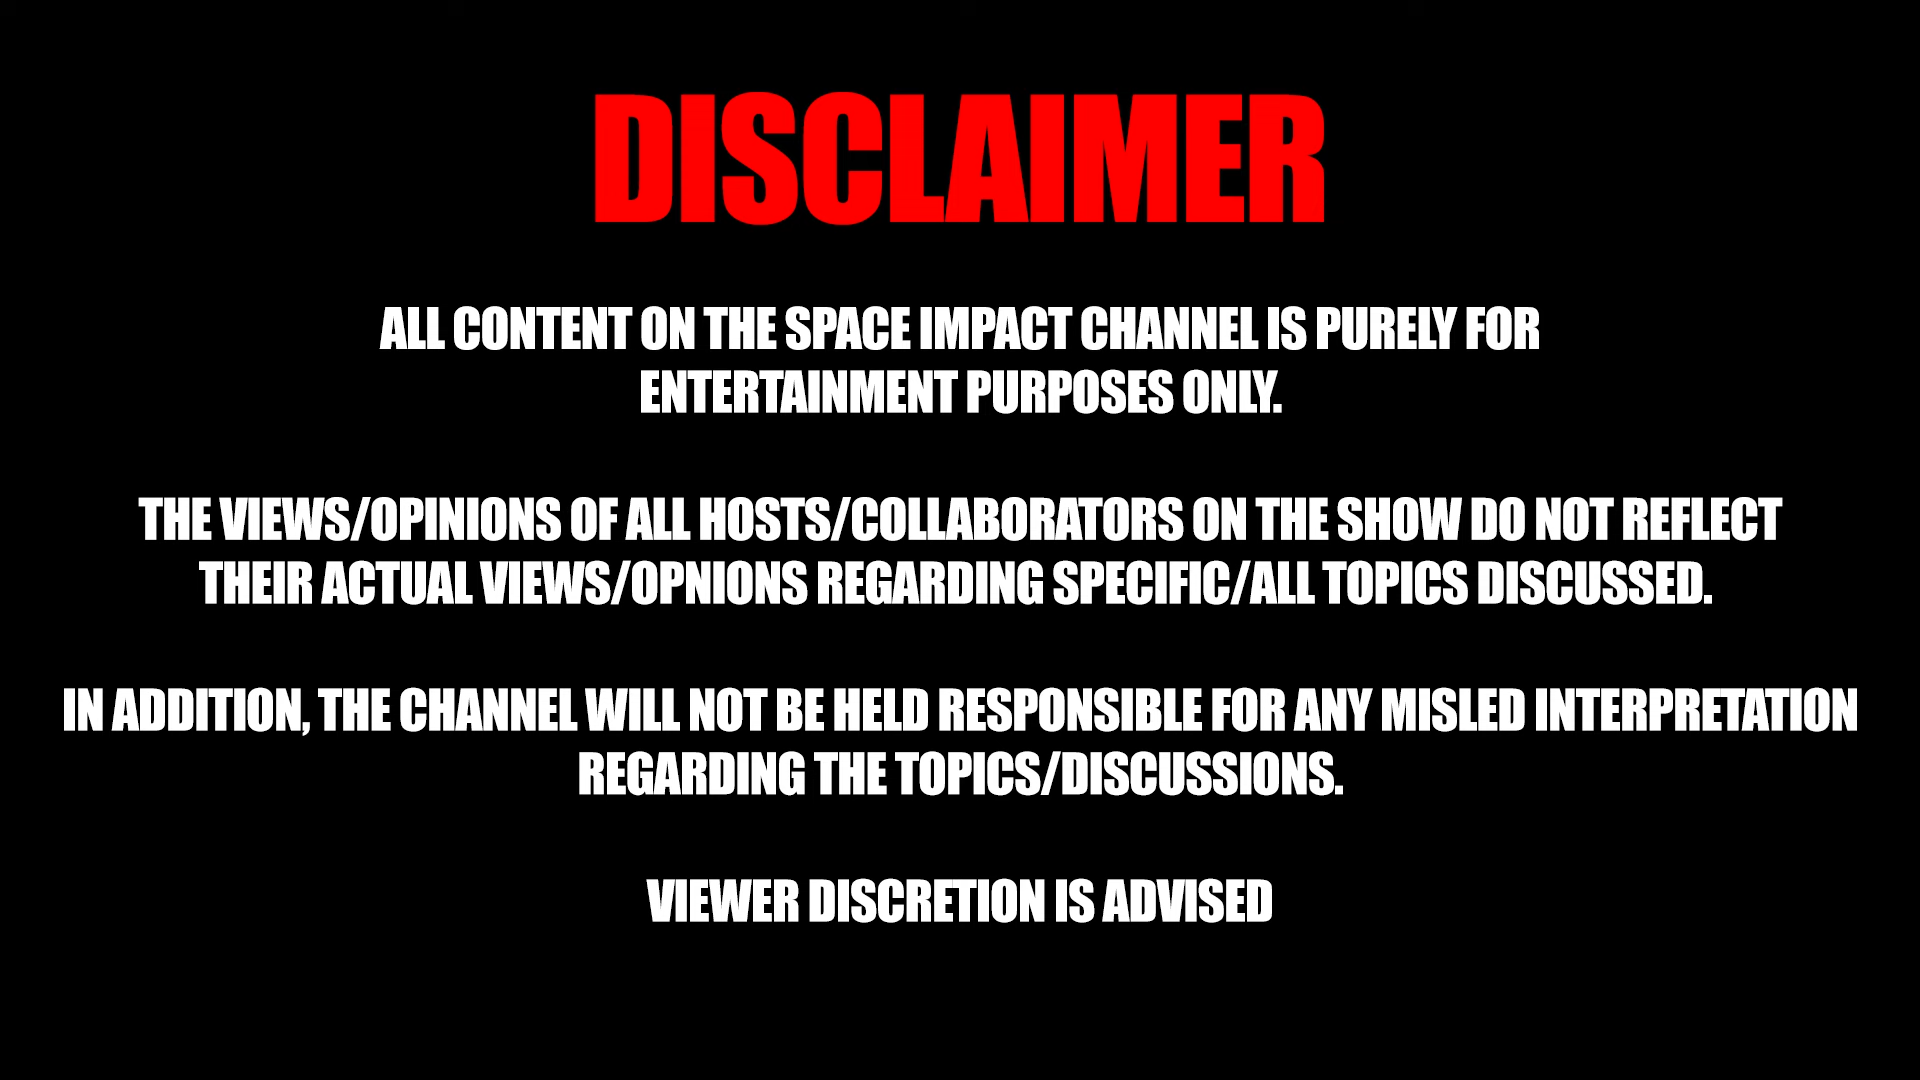 DISCLAIMER
ALL CONTENT ON THE SPACE IMPACT CHANNEL IS PURELY FOR
ENTERTAINMENT PURPOSES ONLY.
THE VIEWS/OPINIONS OF ALL HOSTS/COLLABORATORS ON THE SHOW DO NOT REFLECT
THEIR ACTUAL VIEWS/OPNIONS REGARDING SPECIFIC/ALL TOPICS DISCUSSED.
IN ADDITION, THE CHANNEL WILL NOT BE HELD RESPONSIBLE FOR ANY MISLED INTERPRETATION
REGARDING THE TOPICS/DISCUSSIONS.
VIEWER DISCRETION IS ADVISED